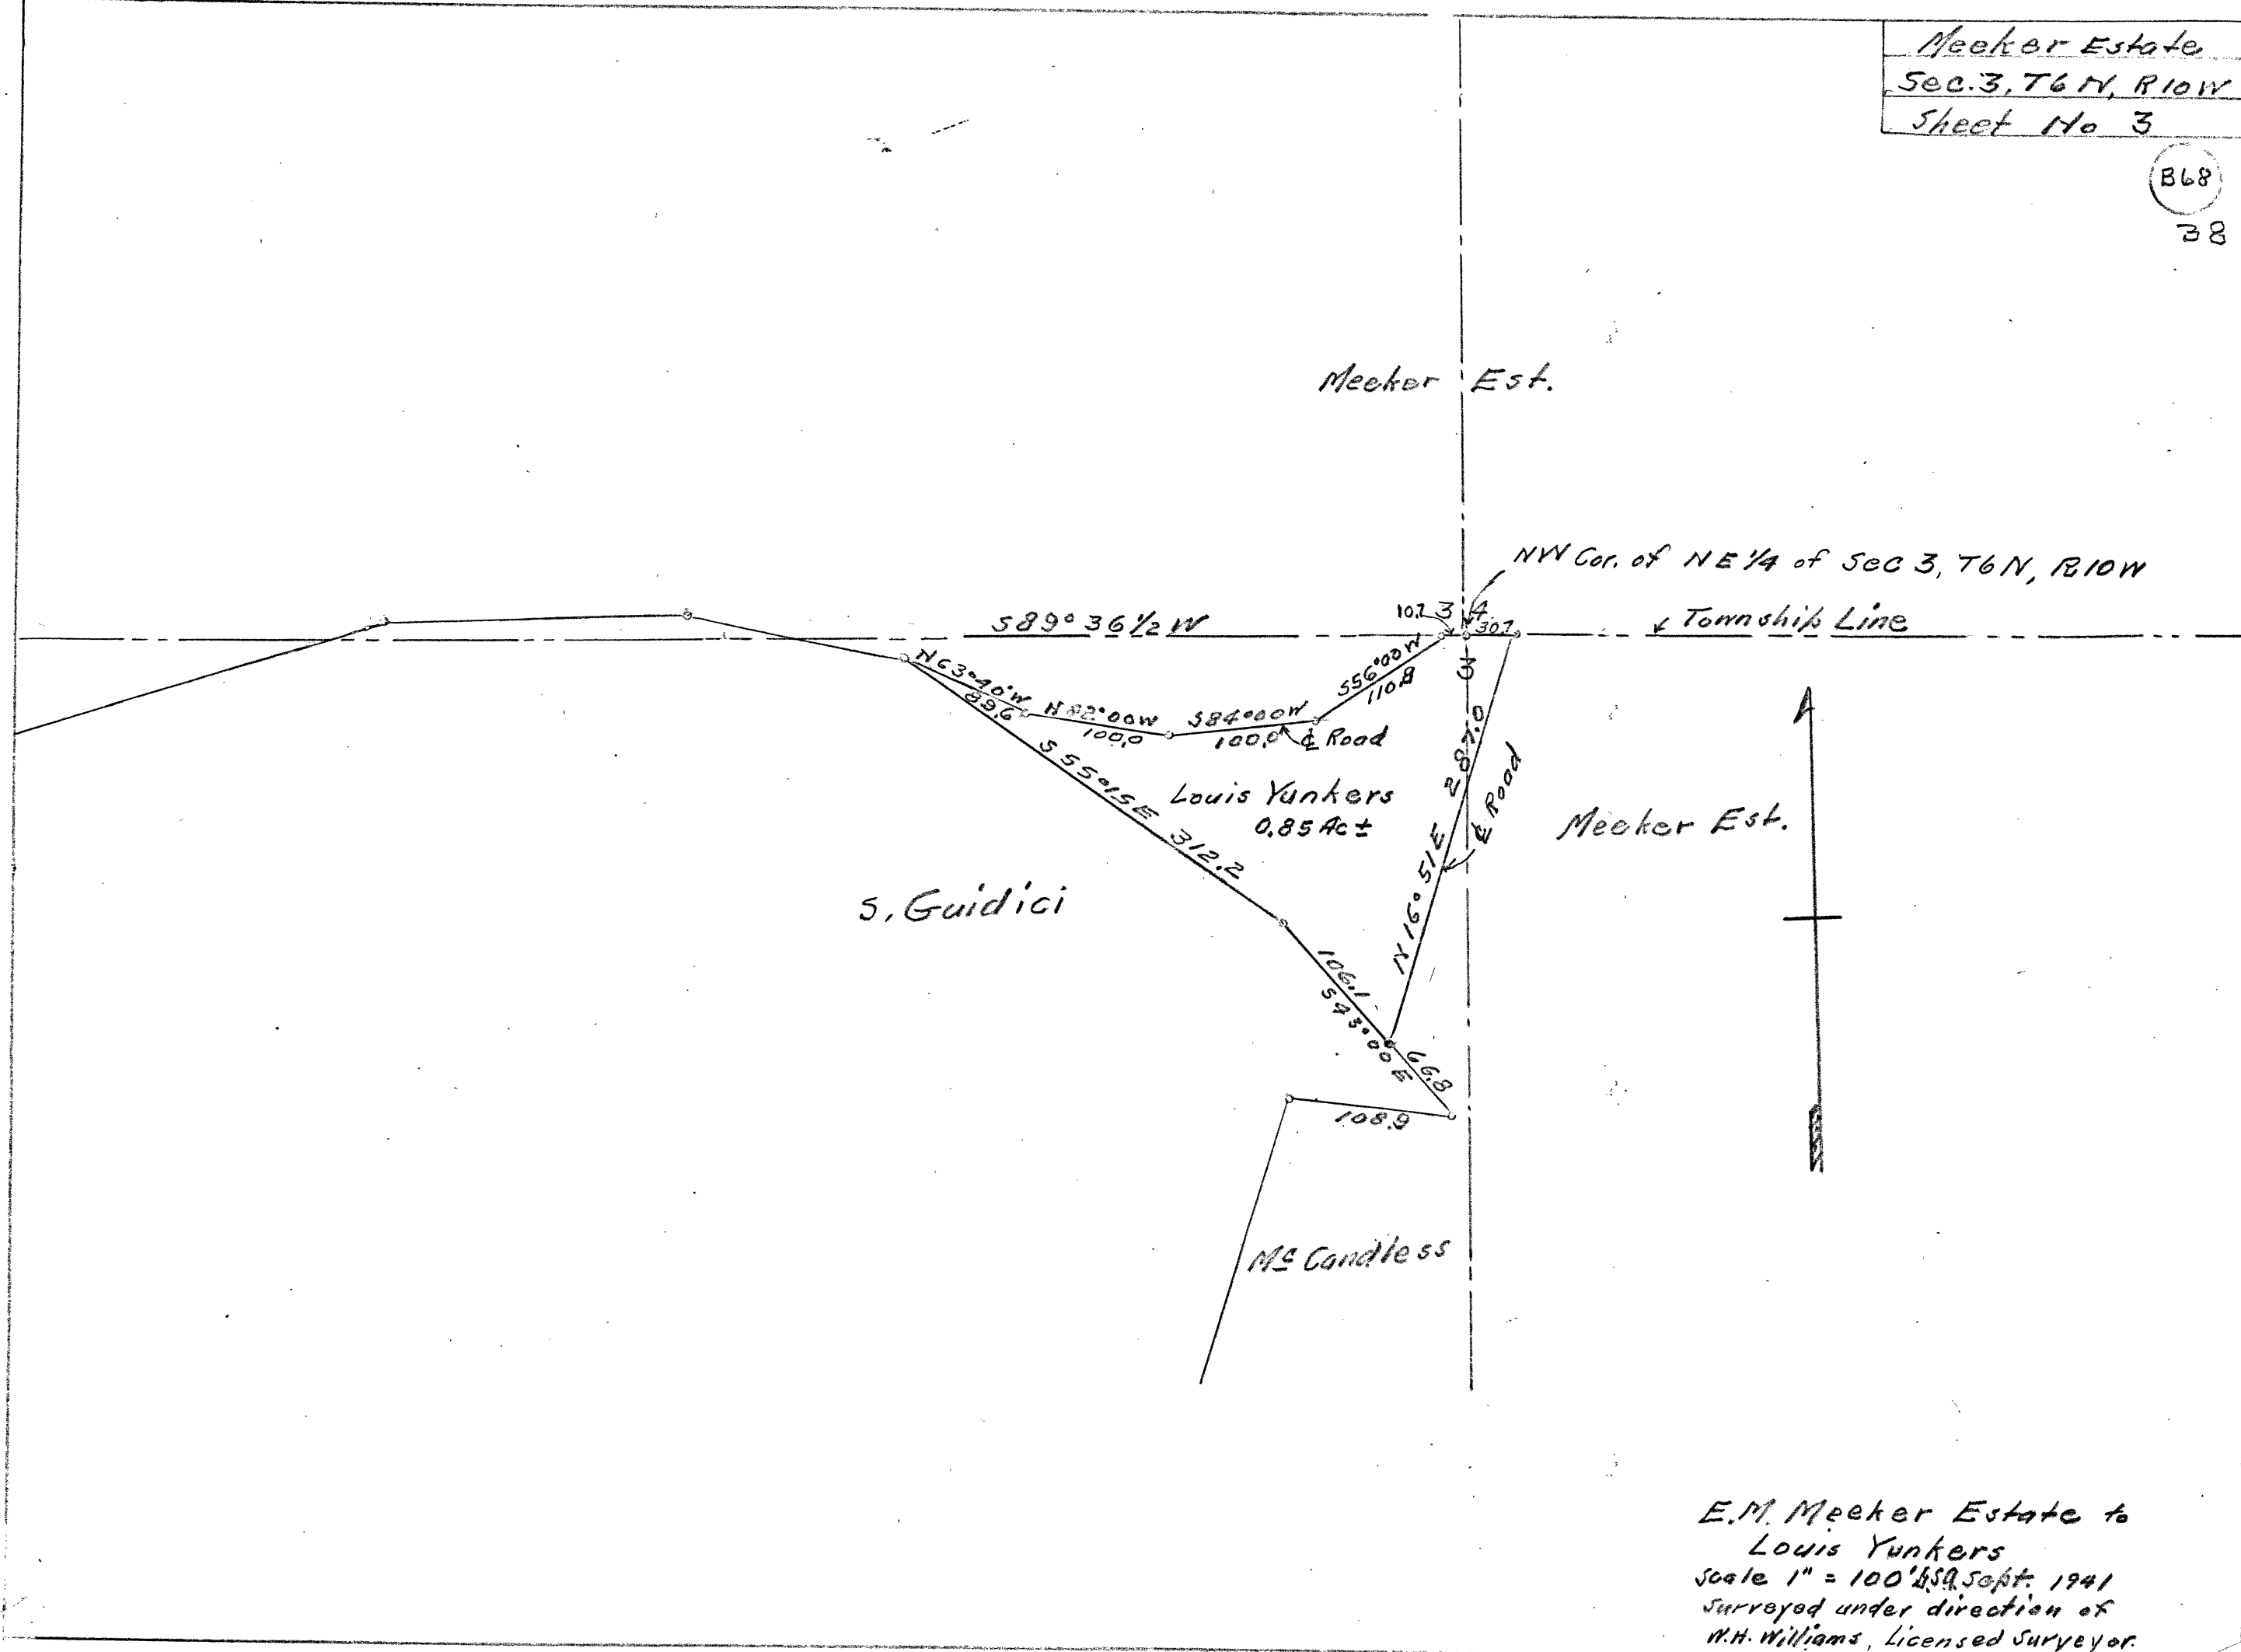 Meeker Estate
Sec. 3, T6N, R10W
Sheet No 3
B68
38
Meeker Est.
NW Cor. of NE 1/4 of Sec 3, T6N, R10W
Township Line
S89° 36 1/2 W
10.2
3 4
30.7
3
N63°40'W
89.6
N82°00W
100.0
S84°00W
100.0
℄ Road
S56°00W
110.8
S55°15E 312.2
Louis Yunkers
0.85 Ac ±
N16°51E 287.0
℄ Road
Meeker Est.
S. Guidici
106.1
S43°00E
66.8
108.9
Mc Candless
E.M. Meeker Estate to
Louis Yunkers
Scale 1" = 100' Sept. 1941
Surveyed under direction of
W.H. Williams, Licensed Surveyor.